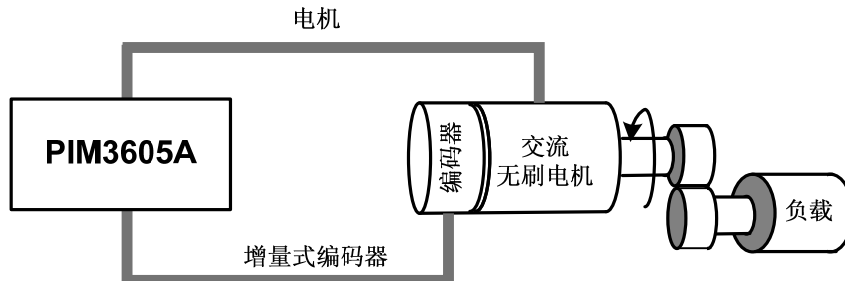 电机
PIM3605A
编码器
交流
无刷电机
负载
增量式编码器